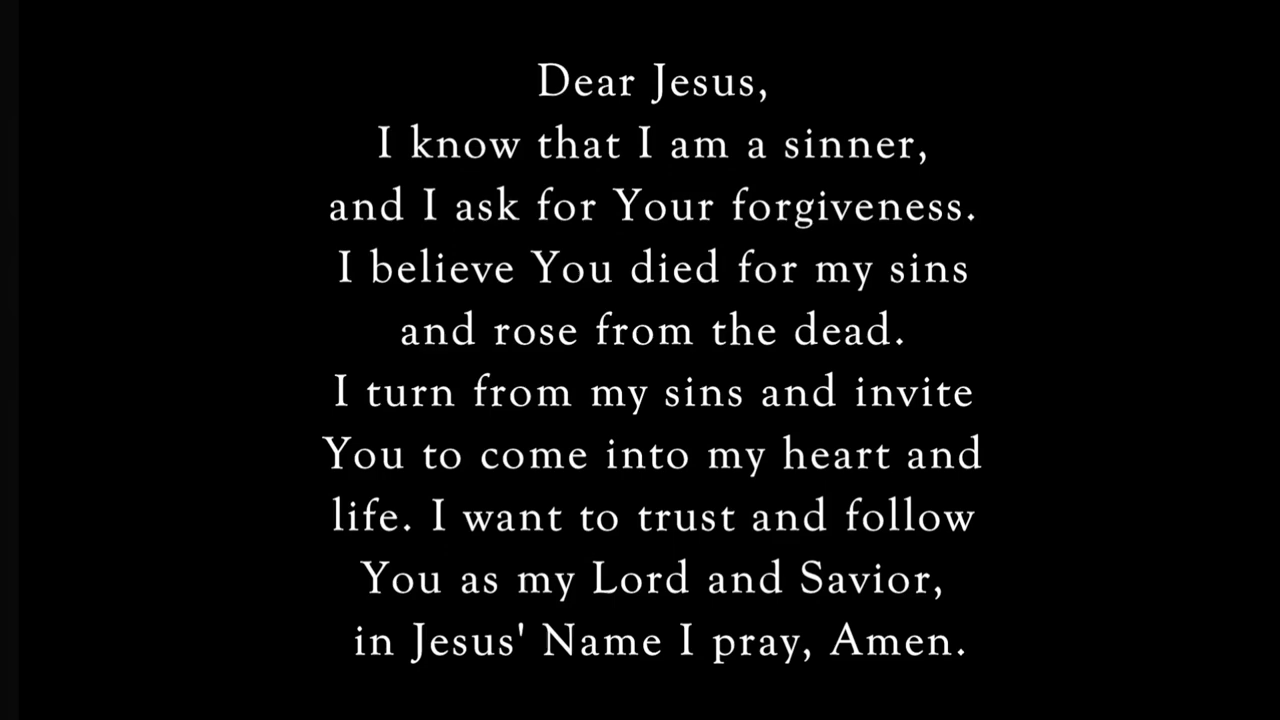 Dear Jesus,
I know that I am a sinner,
and I ask for Your forgiveness.
I believe You died for my sins
and rose from the dead.
I turn from my sins and invite
You to come into my heart and
life. I want to trust and follow
You as my Lord and Savior,
in Jesus' Name I pray, Amen.